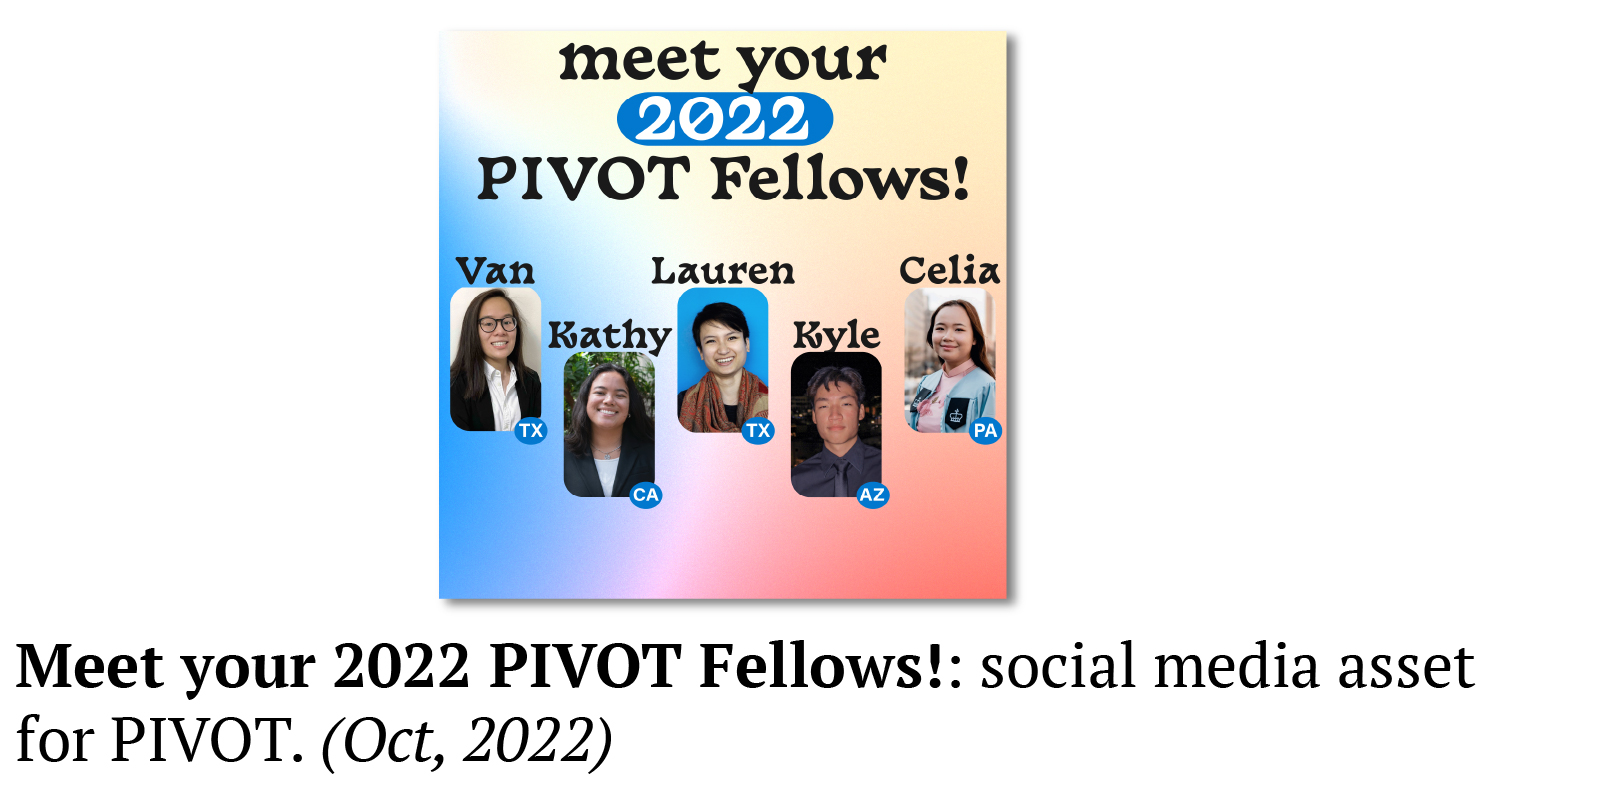 meet your
2022
PIVOT Fellows!
Van
Lauren
Celia
Kathy
Kyle
TX
TX
PA
CA
AZ
Meet your 2022 PIVOT Fellows!: social media asset
for PIVOT. (Oct, 2022)